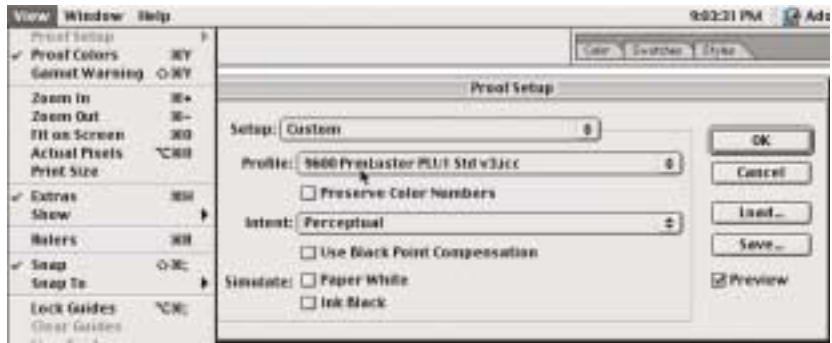 View Window Help 9:03:31 PM Ado
Proof Setup
✓ Proof Colors ⌘Y
Gamut Warning ⇧⌘Y
Zoom In ⌘+
Zoom Out ⌘-
Fit on Screen ⌘0
Actual Pixels ⌥⌘0
Print Size
✓ Extras ⌘H
Show
Rulers ⌘R
✓ Snap ⇧⌘;
Snap To
Lock Guides ⌥⌘;
Clear Guides
Color Swatches Styles
Proof Setup
Setup: Custom
Profile: 9600 PremLuster PLU1 Std v3.icc
Preserve Color Numbers
Intent: Perceptual
Use Black Point Compensation
Simulate: Paper White
Ink Black
OK
Cancel
Load...
Save...
Preview